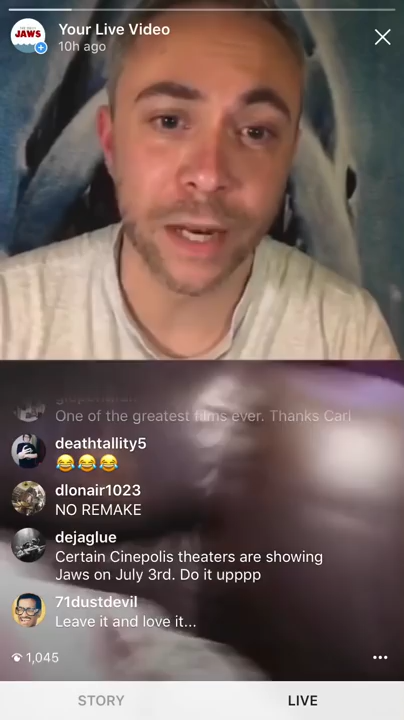 JAWS
Your Live Video
10h ago
One of the greatest films ever. Thanks Carl
deathtallity5
😂😂😂
dlonair1023
NO REMAKE
dejaglue
Certain Cinepolis theaters are showing
Jaws on July 3rd. Do it upppp
71dustdevil
Leave it and love it...
1,045
STORY
LIVE